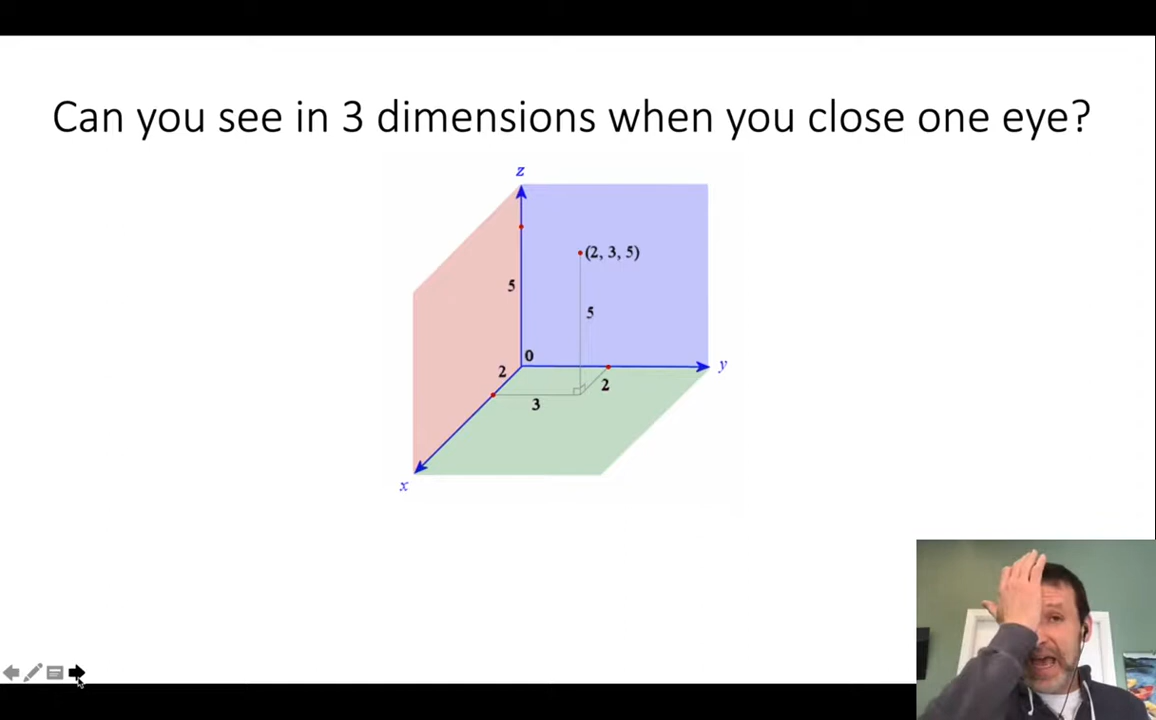 Can you see in 3 dimensions when you close one eye?
z
(2, 3, 5)
5
5
0
2
y
2
3
x